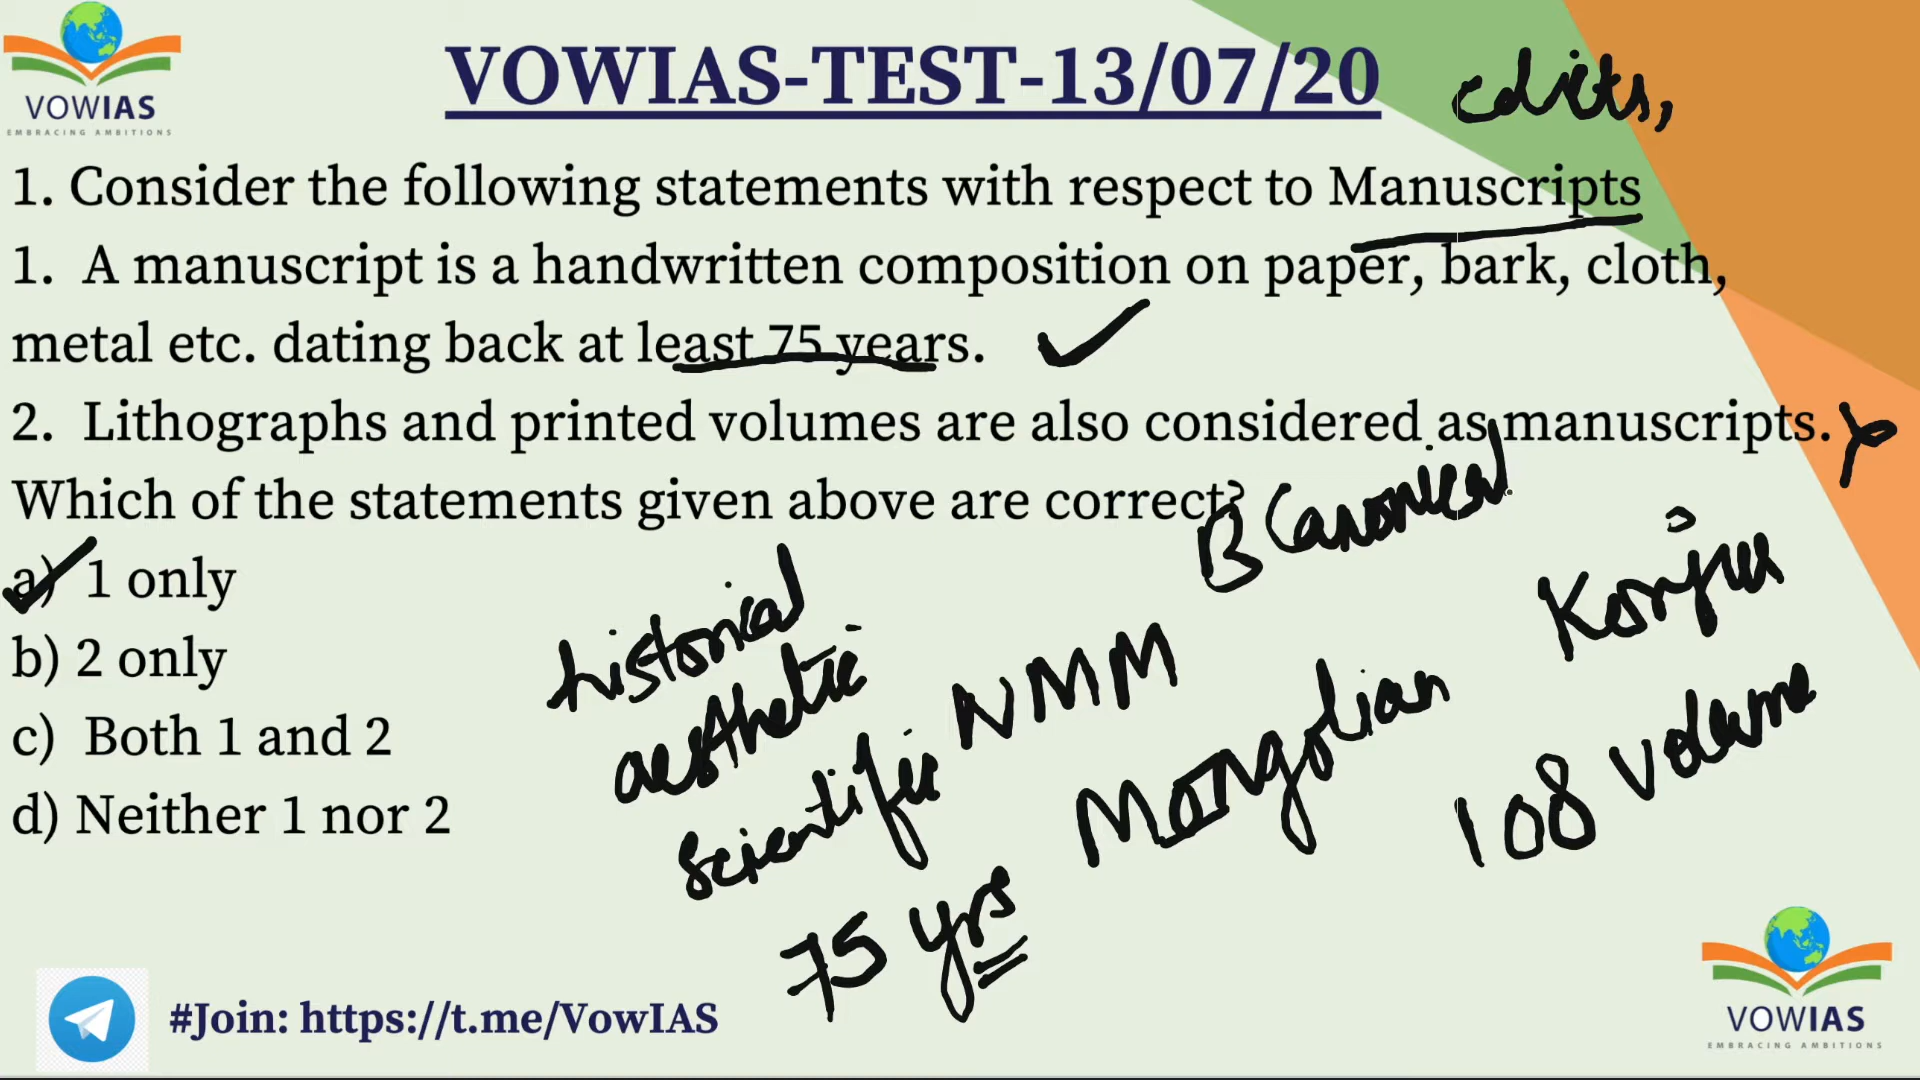 VOWIAS
EMBRACING AMBITIONS
VOWIAS-TEST-13/07/20
edicts,
1. Consider the following statements with respect to Manuscripts
1. A manuscript is a handwritten composition on paper, bark, cloth,
metal etc. dating back at least 75 years.
2. Lithographs and printed volumes are also considered as manuscripts.
Which of the statements given above are correct?
a) 1 only
b) 2 only
c) Both 1 and 2
d) Neither 1 nor 2
B Canonical
historical
aesthetic
scientific
75 yrs
NMM
Mongolian
108 volume
#Join: https://t.me/VowIAS
VOWIAS
EMBRACING AMBITIONS